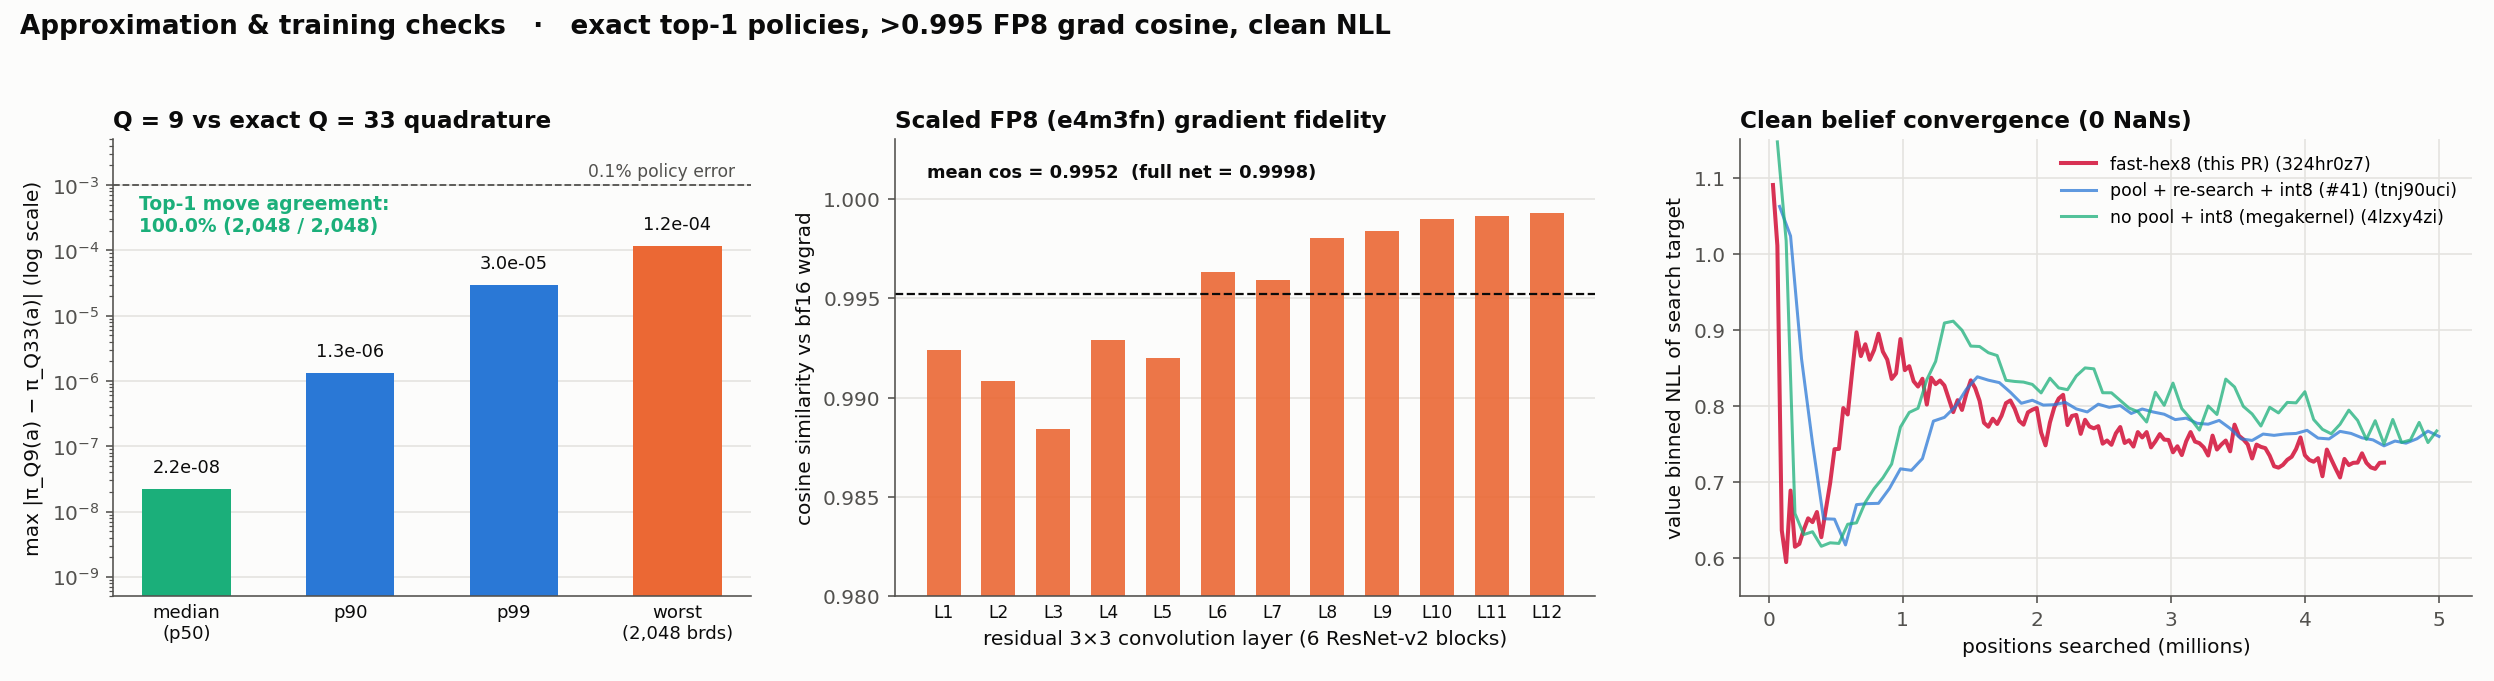 Approximation & training checks · exact top-1 policies, >0.995 FP8 grad cosine, clean NLL
Q = 9 vs exact Q = 33 quadrature
max |π_Q9(a) − π_Q33(a)| (log scale)
10⁻³
10⁻⁴
10⁻⁵
10⁻⁶
10⁻⁷
10⁻⁸
10⁻⁹
0.1% policy error
Top-1 move agreement:
100.0% (2,048 / 2,048)
2.2e-08
1.3e-06
3.0e-05
1.2e-04
median
(p50)
p90
p99
worst
(2,048 brds)
Scaled FP8 (e4m3fn) gradient fidelity
cosine similarity vs bf16 wgrad
mean cos = 0.9952 (full net = 0.9998)
1.000
0.995
0.990
0.985
0.980
L1 L2 L3 L4 L5 L6 L7 L8 L9 L10 L11 L12
residual 3×3 convolution layer (6 ResNet-v2 blocks)
Clean belief convergence (0 NaNs)
value binned NLL of search target
fast-hex8 (this PR) (324hr0z7)
pool + re-search + int8 (#41) (tnj90uci)
no pool + int8 (megakernel) (4lzxy4zi)
1.1
1.0
0.9
0.8
0.7
0.6
0 1 2 3 4 5
positions searched (millions)